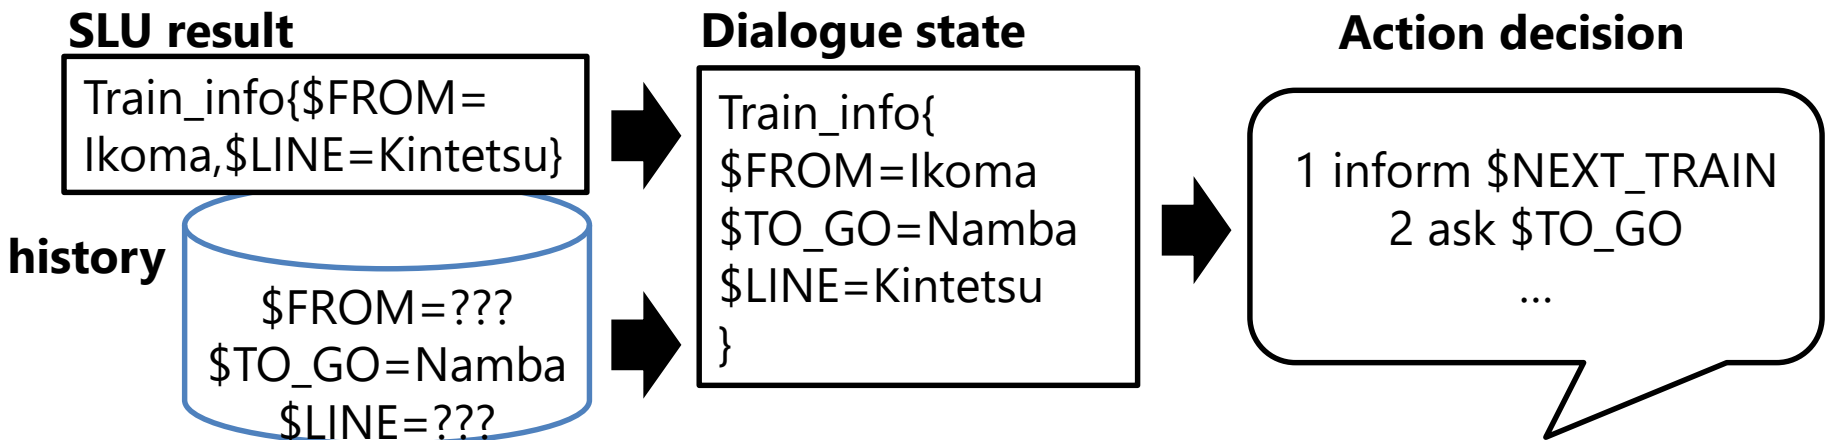 SLU result
Train_info{$FROM=
Ikoma,$LINE=Kintetsu}
history
$FROM=???
$TO_GO=Namba
$LINE=???
Dialogue state
Train_info{
$FROM=Ikoma
$TO_GO=Namba
$LINE=Kintetsu
}
Action decision
1 inform $NEXT_TRAIN
2 ask $TO_GO
…